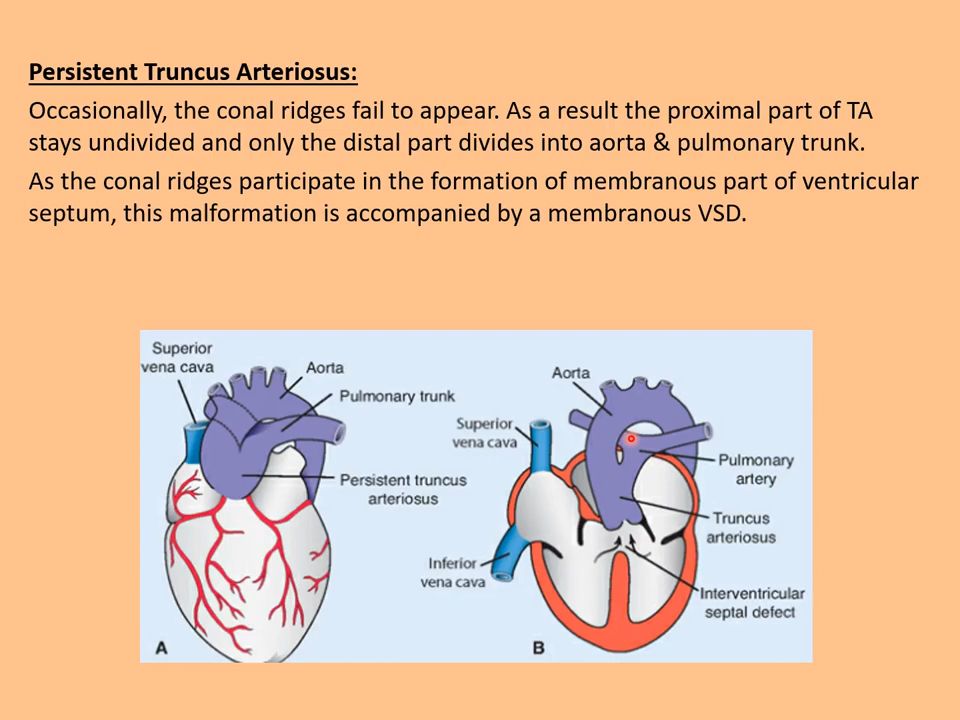 Persistent Truncus Arteriosus:
Occasionally, the conal ridges fail to appear. As a result the proximal part of TA
stays undivided and only the distal part divides into aorta & pulmonary trunk.
As the conal ridges participate in the formation of membranous part of ventricular
septum, this malformation is accompanied by a membranous VSD.
Superior
vena cava
Aorta
Pulmonary trunk
Persistent truncus
arteriosus
A
Aorta
Superior
vena cava
Pulmonary
artery
Truncus
arteriosus
Inferior
vena cava
Interventricular
septal defect
B